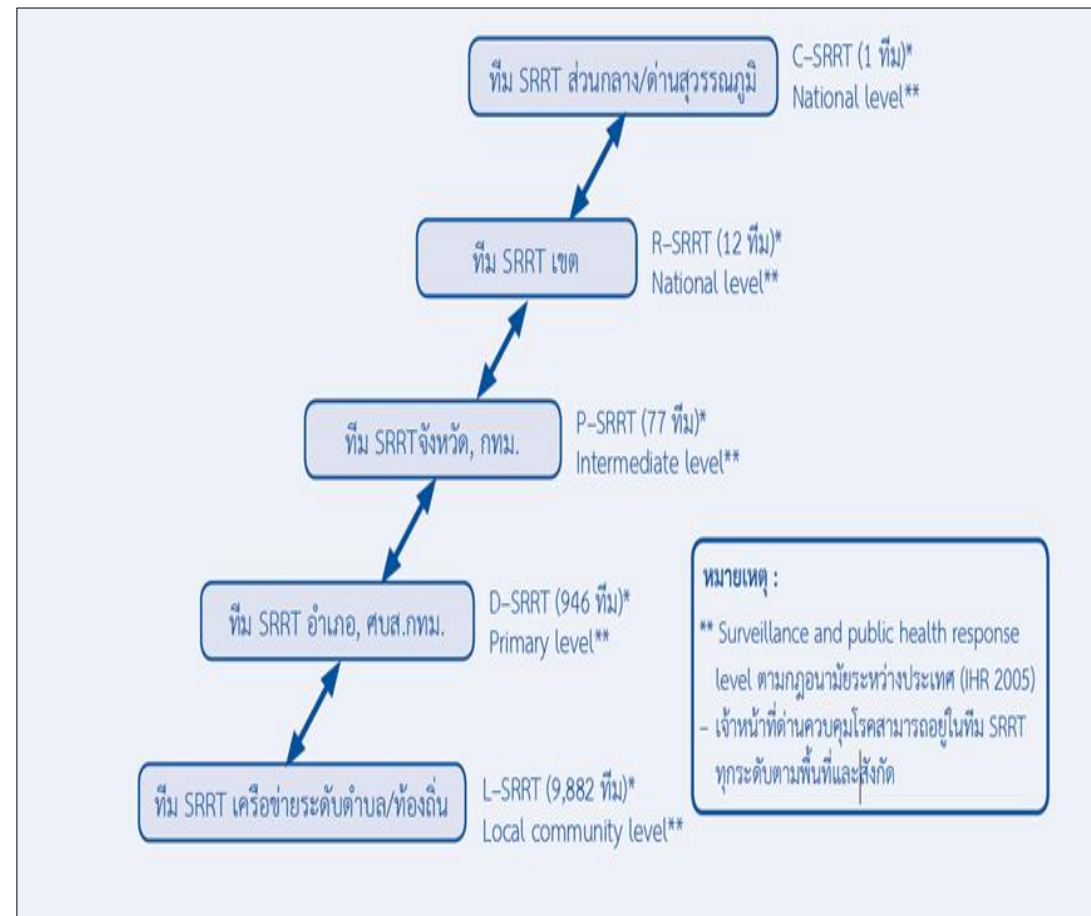 ทีม SRRT ส่วนกลาง/ด่านสุวรรณภูมิ
C–SRRT (1 ทีม)*
National level**
ทีม SRRT เขต
R–SRRT (12 ทีม)*
National level**
ทีม SRRTจังหวัด, กทม.
P–SRRT (77 ทีม)*
Intermediate level**
ทีม SRRT อำเภอ, ศบส.กทม.
D–SRRT (946 ทีม)*
Primary level**
ทีม SRRT เครือข่ายระดับตำบล/ท้องถิ่น
L–SRRT (9,882 ทีม)*
Local community level**
หมายเหตุ :
** Surveillance and public health response
level ตามกฎอนามัยระหว่างประเทศ (IHR 2005)
– เจ้าหน้าที่ด่านควบคุมโรคสามารถอยู่ในทีม SRRT
ทุกระดับตามพื้นที่และสังกัด